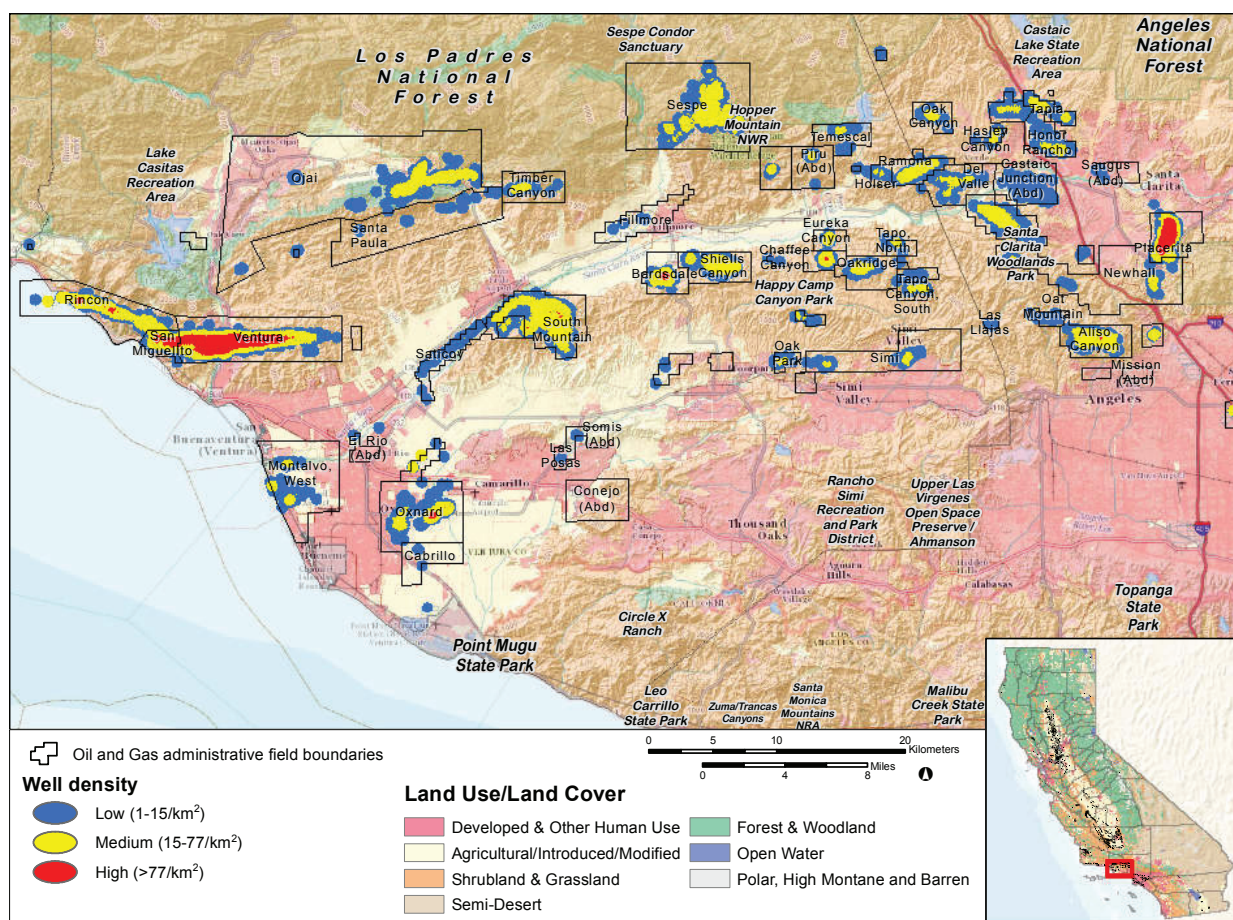 Los Padres
National
Forest
Sespe Condor
Sanctuary
Castaic
Lake State
Recreation
Area
Angeles
National
Forest
Lake
Casitas
Recreation
Area
Sespe
Hopper
Mountain
NWR
Oak
Canyon
Tapia
Temescal
Hasley
Canyon
Honor
Rancho
Ojai
Timber
Canyon
Piru
(Abd)
Ramona
Holser
Del
Valle
Castaic
Junction
(Abd)
Saugus
(Abd)
Santa
Clarita
Santa
Paula
Fillmore
Eureka
Canyon
Tapo,
North
Santa
Clarita
Woodlands
Park
Placerita
Chaffee
Canyon
Shiells
Canyon
Bardsdale
Oakridge
Newhall
Happy Camp
Canyon Park
Tapo
Canyon,
South
Rincon
San
Miguelito
Ventura
South
Mountain
Saticoy
Las
Llajas
Oat
Mountain
Aliso
Canyon
Oak
Park
Simi
Simi
Valley
Mission
(Abd)
Moorpark
Simi
Valley
Angeles
San
Buenaventura
(Ventura)
El Rio
(Abd)
Somis
(Abd)
Las
Posas
Montalvo,
West
Camarillo
Conejo
(Abd)
Oxnard
Cabrillo
VENTURA CO
Rancho
Simi
Recreation
and Park
District
Upper Las
Virgenes
Open Space
Preserve /
Ahmanson
Thousand
Oaks
Agoura
Hills
Calabasas
Topanga
State
Park
Circle X
Ranch
Point Mugu
State Park
Leo
Carrillo
State Park
Zuma/Trancas
Canyons
Santa
Monica
Mountains
NRA
Malibu
Creek State
Park
Oil and Gas administrative field boundaries
Well density
Low (1-15/km²)
Medium (15-77/km²)
High (>77/km²)
0 5 10 20
Kilometers
0 4 8
Miles
Land Use/Land Cover
Developed & Other Human Use
Agricultural/Introduced/Modified
Shrubland & Grassland
Semi-Desert
Forest & Woodland
Open Water
Polar, High Montane and Barren